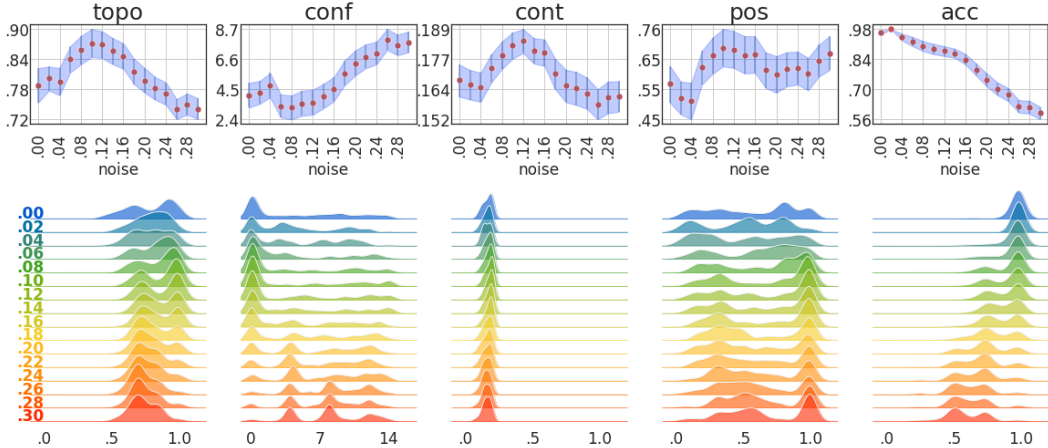 topo conf cont pos acc
.90 8.7 .189 .76 .98
.84 6.6 .177 .65 .84
.78 4.5 .164 .55 .70
.72 2.4 .152 .45 .56
.00 .04 .08 .12 .16 .20 .24 .28 .00 .04 .08 .12 .16 .20 .24 .28 .00 .04 .08 .12 .16 .20 .24 .28 .00 .04 .08 .12 .16 .20 .24 .28 .00 .04 .08 .12 .16 .20 .24 .28
noise noise noise noise noise
.00
.02
.04
.06
.08
.10
.12
.14
.16
.18
.20
.22
.24
.26
.28
.30
.0 .5 1.0 0 7 14 .0 .5 1.0 .0 .5 1.0 .0 .5 1.0